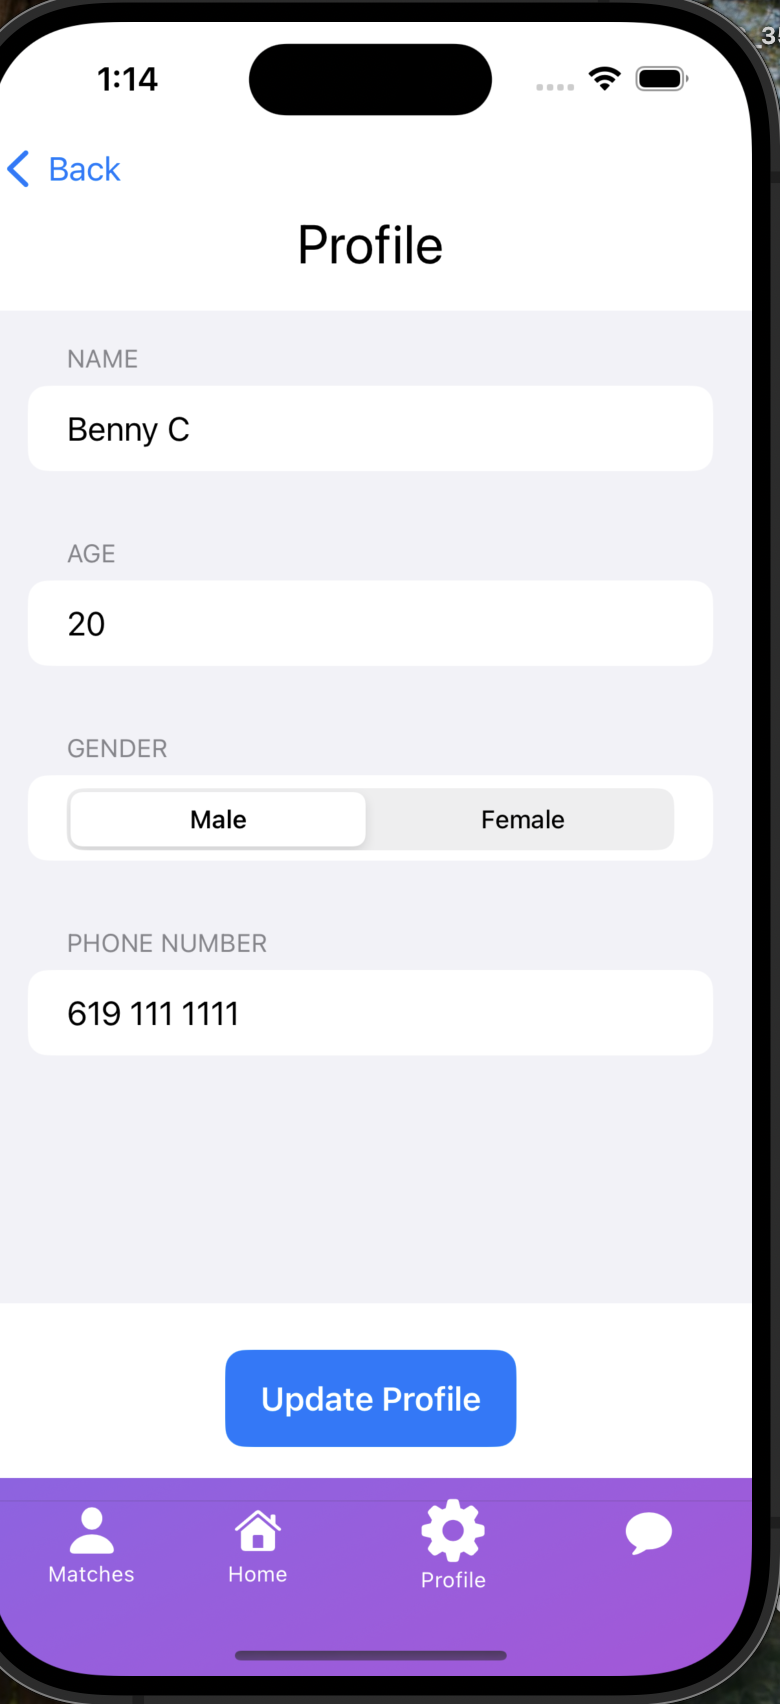 1:14
Back
Profile
NAME
Benny C
AGE
20
GENDER
Male Female
PHONE NUMBER
619 111 1111
Update Profile
Matches Home Profile